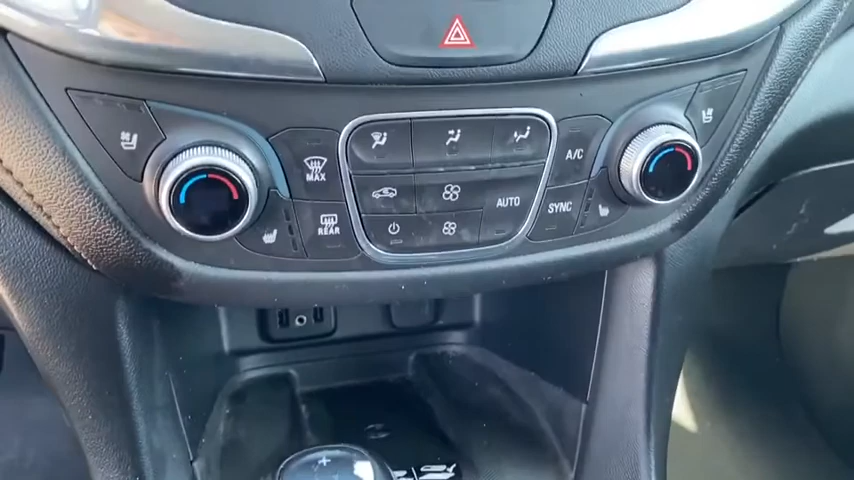 MAX
A/C
AUTO
SYNC
REAR
+